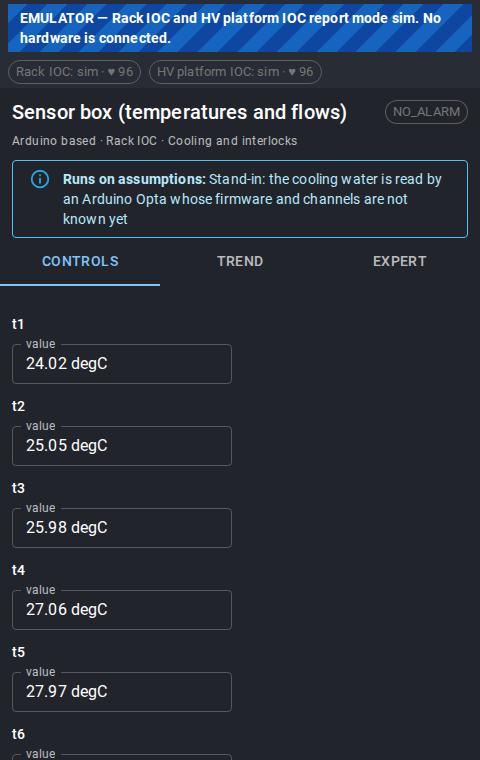 EMULATOR — Rack IOC and HV platform IOC report mode sim. No
hardware is connected.
Rack IOC: sim · ♥ 96
HV platform IOC: sim · ♥ 96
Sensor box (temperatures and flows)
NO_ALARM
Arduino based · Rack IOC · Cooling and interlocks
Runs on assumptions: Stand-in: the cooling water is read by
an Arduino Opta whose firmware and channels are not
known yet
CONTROLS
TREND
EXPERT
t1
value
24.02 degC
t2
value
25.05 degC
t3
value
25.98 degC
t4
value
27.06 degC
t5
value
27.97 degC
t6
value